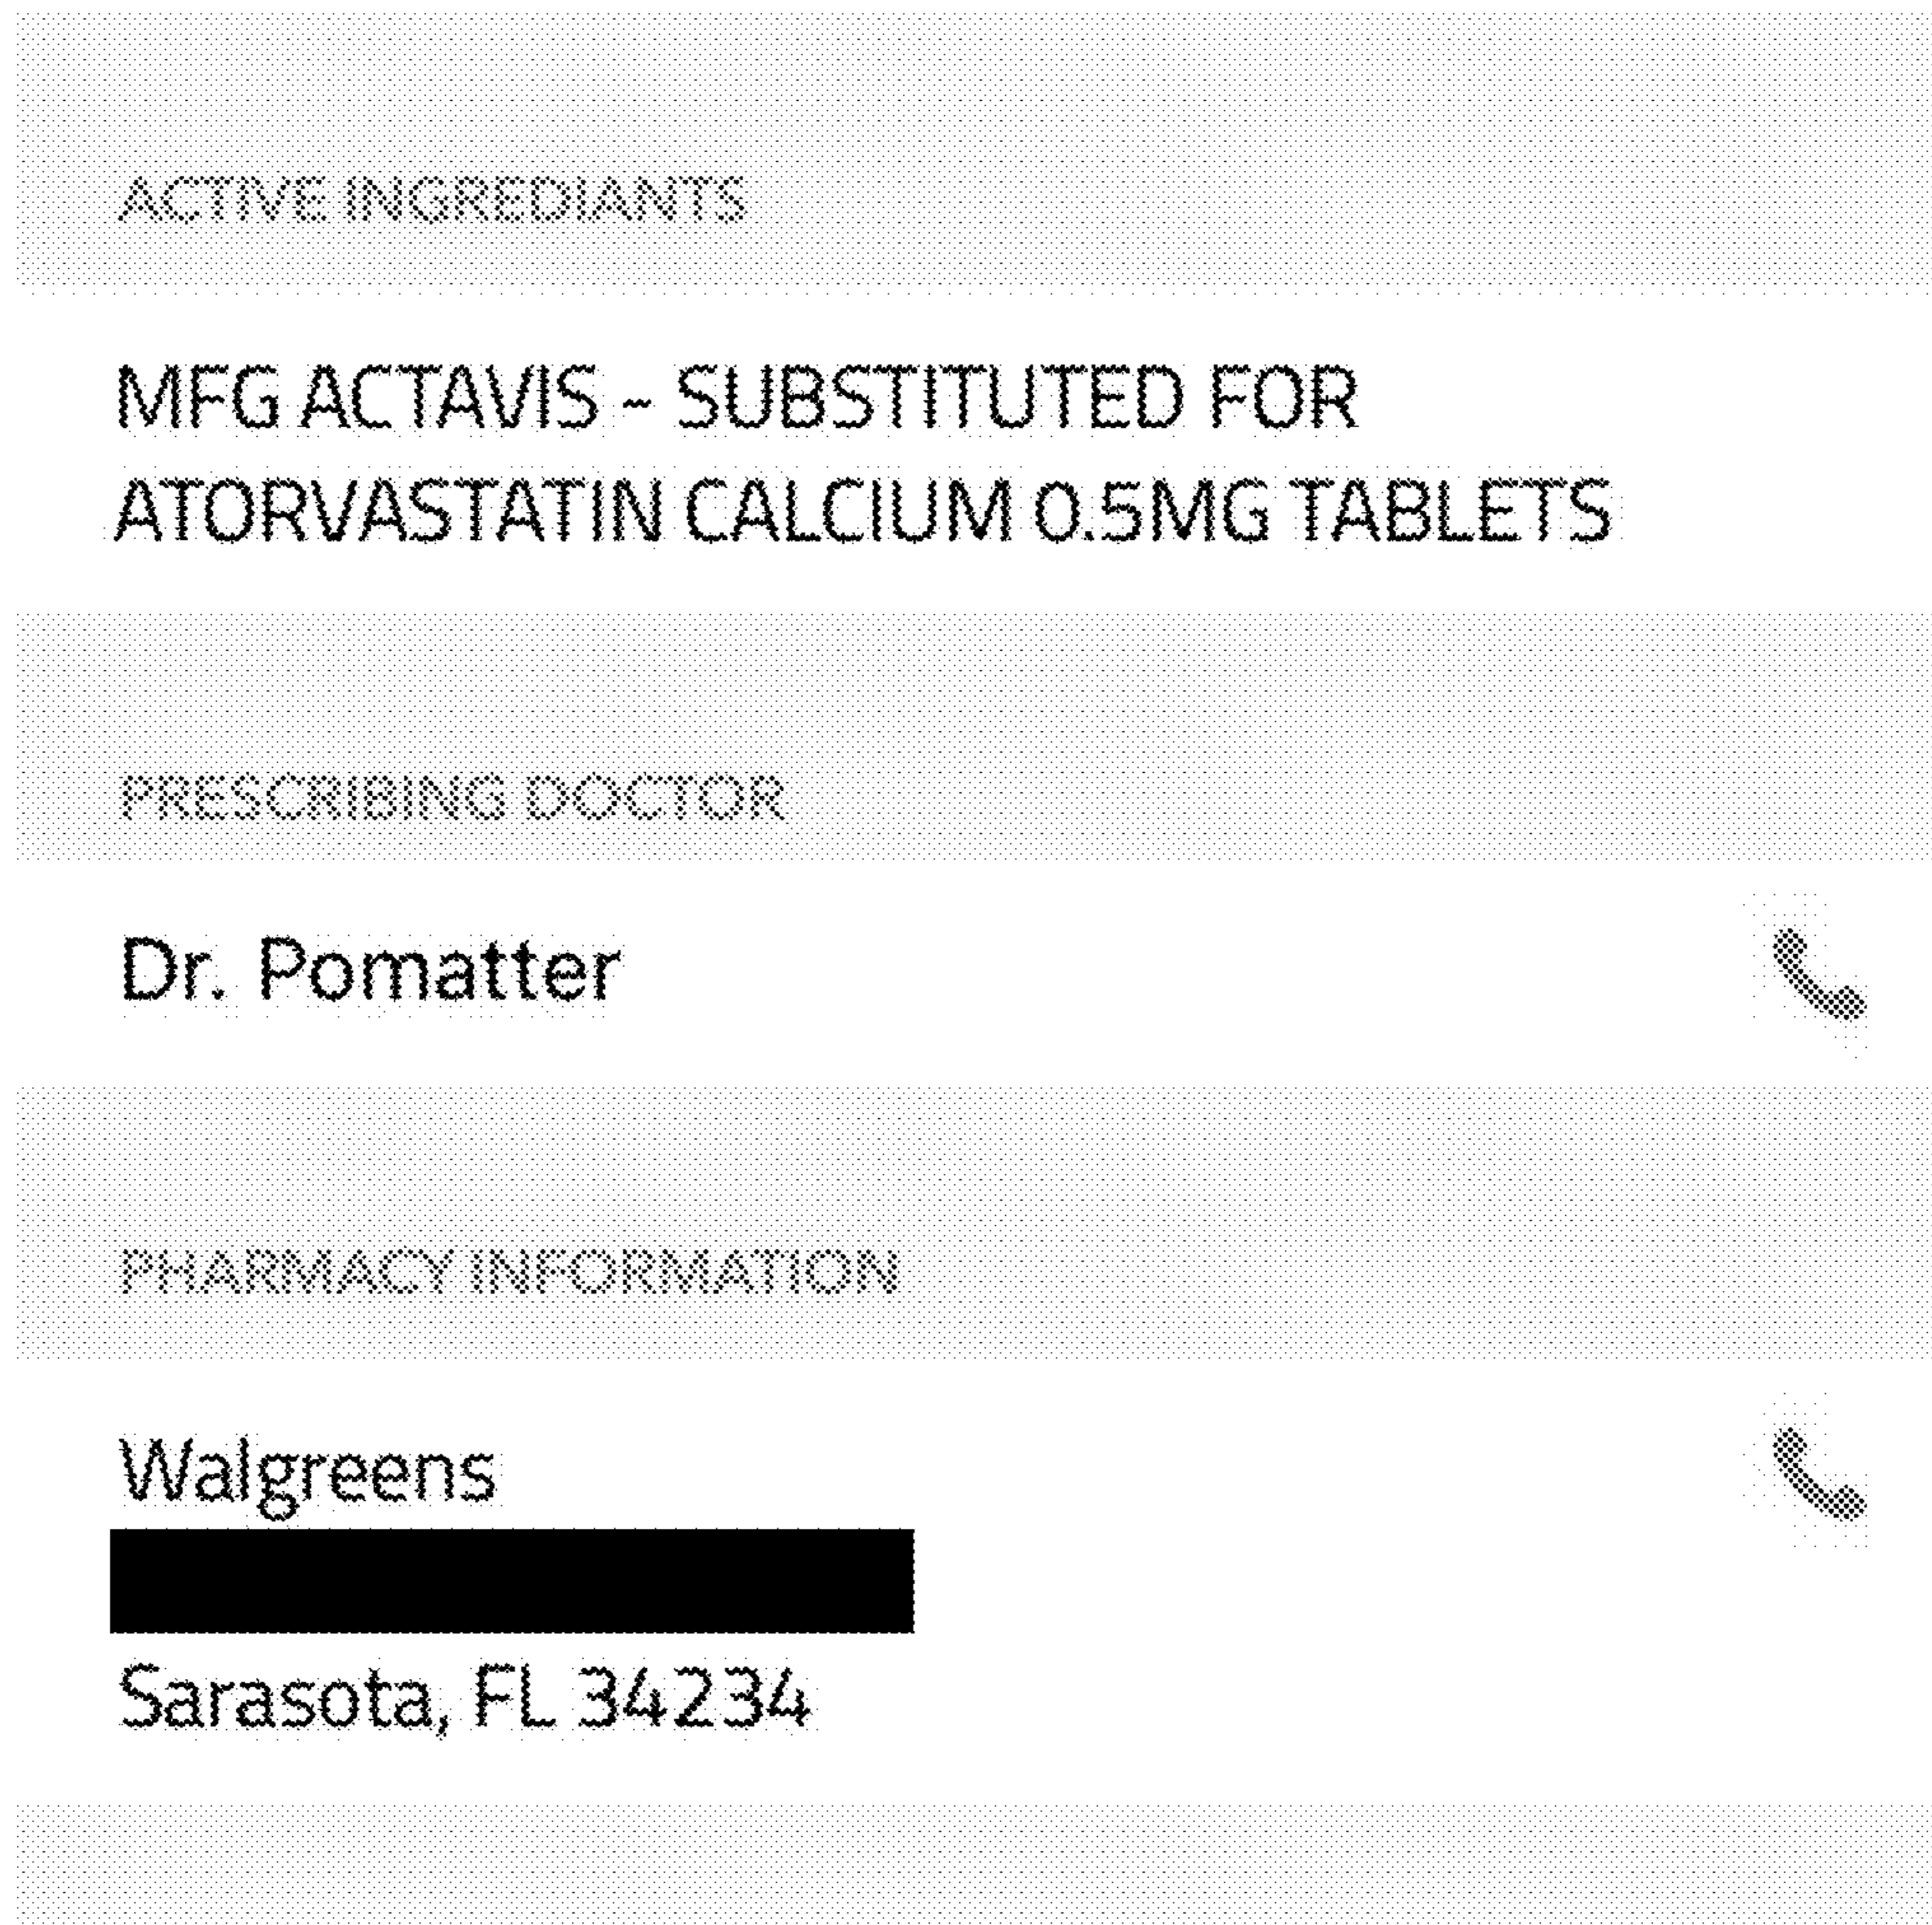 ACTIVE INGREDIANTS
MFG ACTAVIS - SUBSTITUTED FOR
ATORVASTATIN CALCIUM 0.5MG TABLETS
PRESCRIBING DOCTOR
Dr. Pomatter
PHARMACY INFORMATION
Walgreens
Sarasota, FL 34234